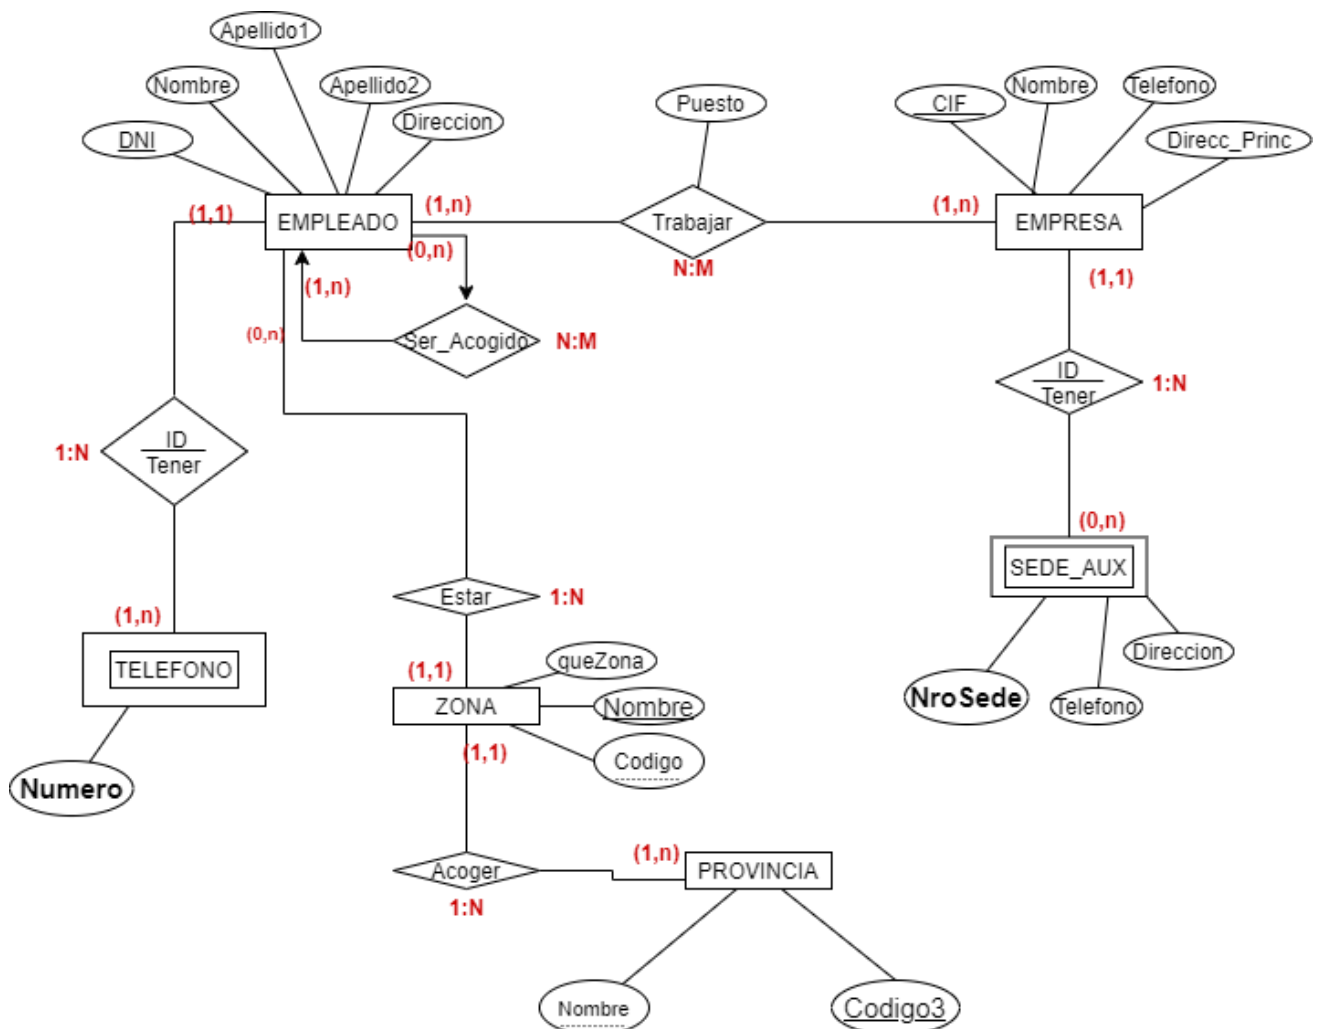 Apellido1
Nombre
Apellido2
DNI
Direccion
Puesto
CIF
Nombre
Telefono
Direcc_Princ
(1,1)
EMPLEADO
(1,n)
Trabajar
(1,n)
EMPRESA
(0,n)
N:M
(1,n)
(1,1)
(0,n)
Ser_Acogido
N:M
ID
Tener
1:N
1:N
ID
Tener
(0,n)
SEDE_AUX
Estar
1:N
(1,n)
TELEFONO
(1,1)
queZona
Direccion
NroSede
Telefono
ZONA
Nombre
(1,1)
Codigo
Numero
Acoger
(1,n)
PROVINCIA
1:N
Nombre
Codigo3